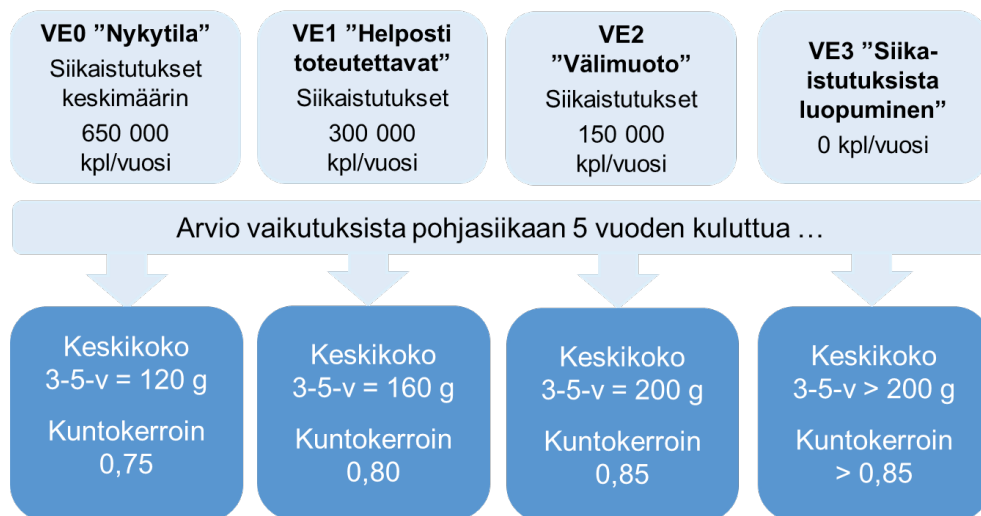 VE0 ”Nykytila”
Siikaistutukset
keskimäärin
650 000
kpl/vuosi
VE1 ”Helposti
toteutettavat”
Siikaistutukset
300 000
kpl/vuosi
VE2
”Välimuoto”
Siikaistutukset
150 000
kpl/vuosi
VE3 ”Siika-
istutuksista
luopuminen”
0 kpl/vuosi
Arvio vaikutuksista pohjasiikaan 5 vuoden kuluttua …
Keskikoko
3-5-v = 120 g
Kuntokerroin
0,75
Keskikoko
3-5-v = 160 g
Kuntokerroin
0,80
Keskikoko
3-5-v = 200 g
Kuntokerroin
0,85
Keskikoko
3-5-v > 200 g
Kuntokerroin
> 0,85